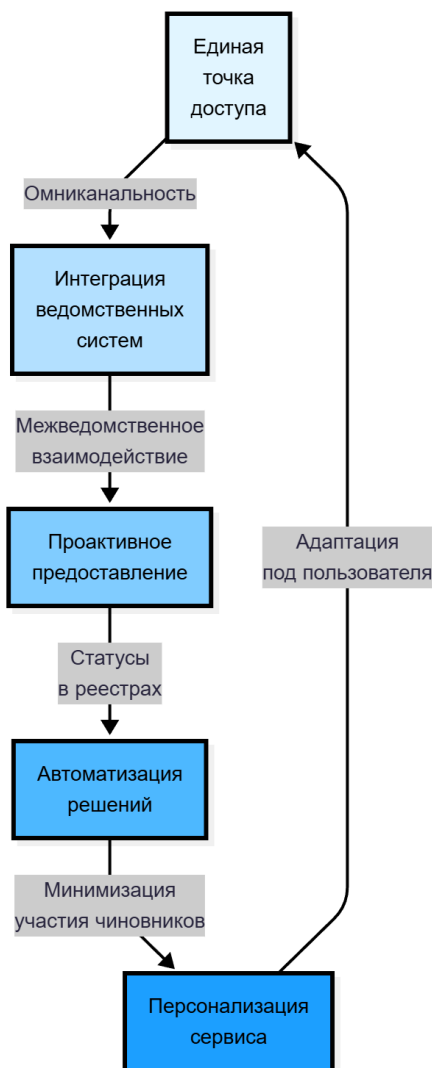 Единая
точка
доступа
Омниканальность
Интеграция
ведомственных
систем
Межведомственное
взаимодействие
Проактивное
предоставление
Адаптация
под пользователя
Статусы
в реестрах
Автоматизация
решений
Минимизация
участия чиновников
Персонализация
сервиса